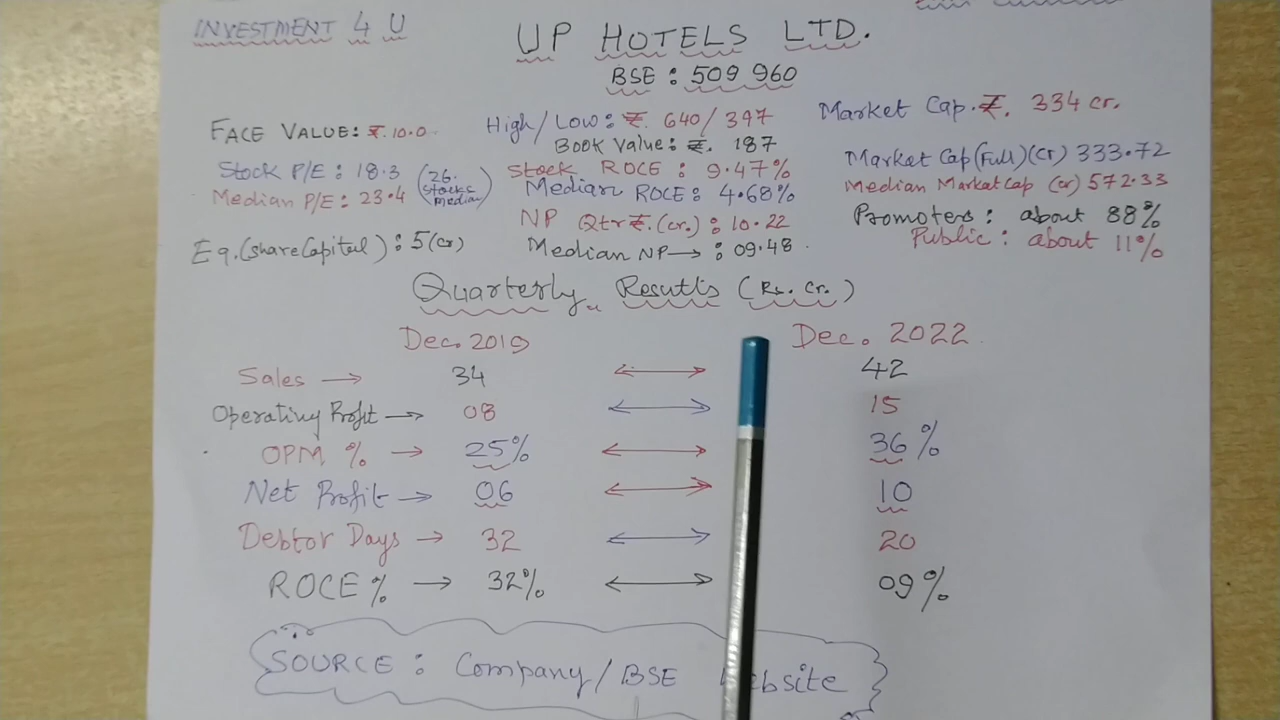 INVESTMENT 4 U
UP HOTELS LTD.
BSE : 509 960
FACE VALUE: ₹.10.0
High/Low: ₹. 640/397
Market Cap. ₹. 334 cr.
Book Value: ₹. 187
Stock P/E : 18.3 (26. stocks median)
Stock ROCE : 9.47%
Market Cap(Full)(Cr) 333.72
Median P/E: 23.4
Median ROCE: 4.68%
Median Market Cap (cr) 572.33
NP Qtr ₹.(cr.) : 10.22
Promoters: about 88%
Eq.(share Capital) : 5(cr)
Median NP → : 09.48
Public : about 11%
Quarterly Results (Rs. Cr.)
Dec. 2019 Dec. 2022
Sales → 34 ↔ 42
Operating Profit → 08 ↔ 15
OPM % → 25% ↔ 36%
Net Profit → 06 ↔ 10
Debtor Days → 32 ↔ 20
ROCE % → 32% ↔ 09%
SOURCE : Company/BSE ebsite